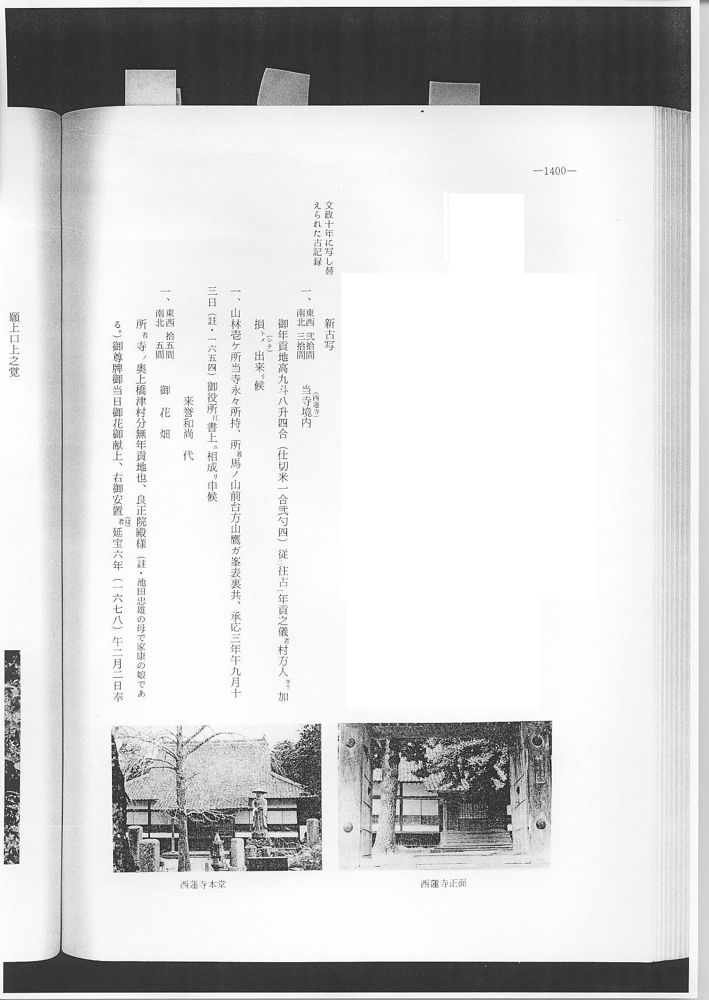 —1400—
文政十年に写し替
えられた古記録
新古写
一、東西 弐拾間 南北 三拾間 当寺境内(西蓮寺)
御年貢地高九斗八升四合(仕切米一合弐勺四)従ニ往古一年貢之儀者村方人ヨリ加
損トメ(シテ)出来リ候
一、山林壱ケ所当寺永々所持、所者馬ノ山前台方山鷹ガ峯表裏共、承応三年午九月十
三日(註・一六五四)御役所江書上ニ相成リ申候
来誉和尚 代
一、東西 拾五間 南北 五間 御花畑
所者寺ノ奥上橋津村分無年貢地也、良正院殿様(註・池田忠雄の母で家康の娘であ
る。)御尊牌御当日御花御献上、右御安置者(は)延宝六年(一六七八)午二月二日奉
西蓮寺正面
西蓮寺本堂
願上口上之覚